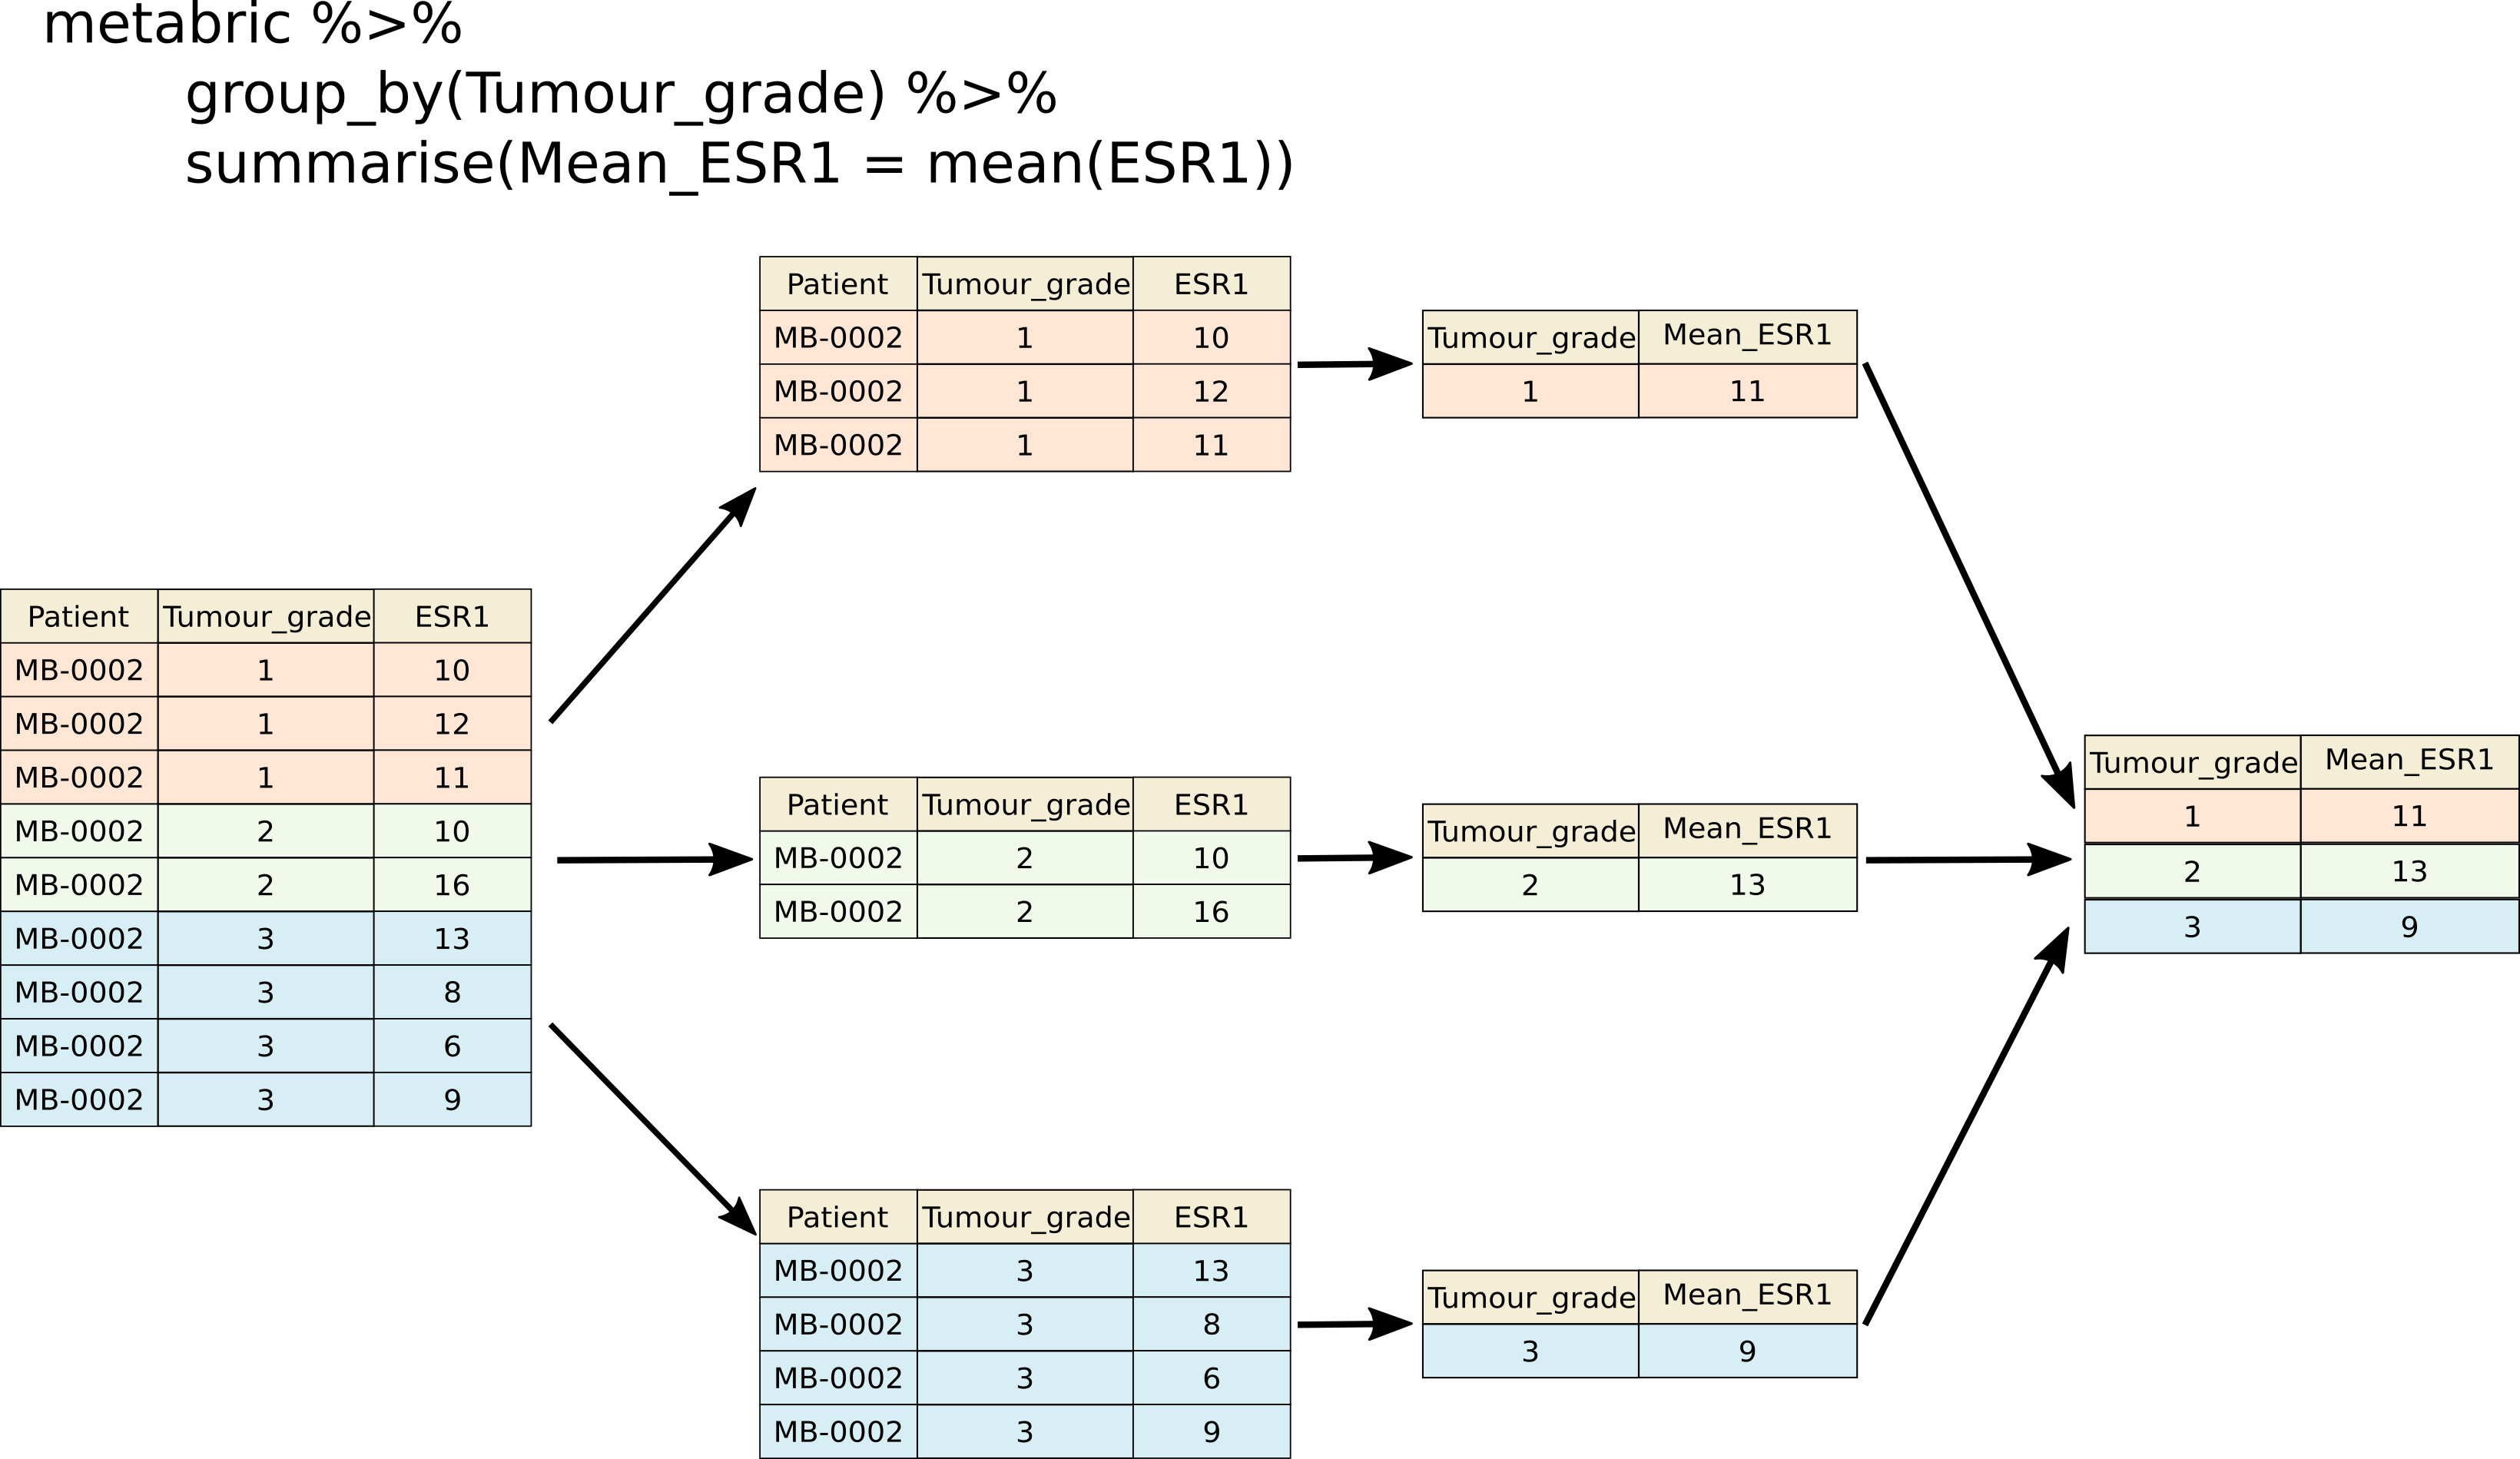 metabric %>%
group_by(Tumour_grade) %>%
summarise(Mean_ESR1 = mean(ESR1))
Patient Tumour_grade ESR1
MB-0002 1 10
MB-0002 1 12
MB-0002 1 11
MB-0002 2 10
MB-0002 2 16
MB-0002 3 13
MB-0002 3 8
MB-0002 3 6
MB-0002 3 9
Patient Tumour_grade ESR1
MB-0002 1 10
MB-0002 1 12
MB-0002 1 11
Patient Tumour_grade ESR1
MB-0002 2 10
MB-0002 2 16
Patient Tumour_grade ESR1
MB-0002 3 13
MB-0002 3 8
MB-0002 3 6
MB-0002 3 9
Tumour_grade Mean_ESR1
1 11
Tumour_grade Mean_ESR1
2 13
Tumour_grade Mean_ESR1
3 9
Tumour_grade Mean_ESR1
1 11
2 13
3 9